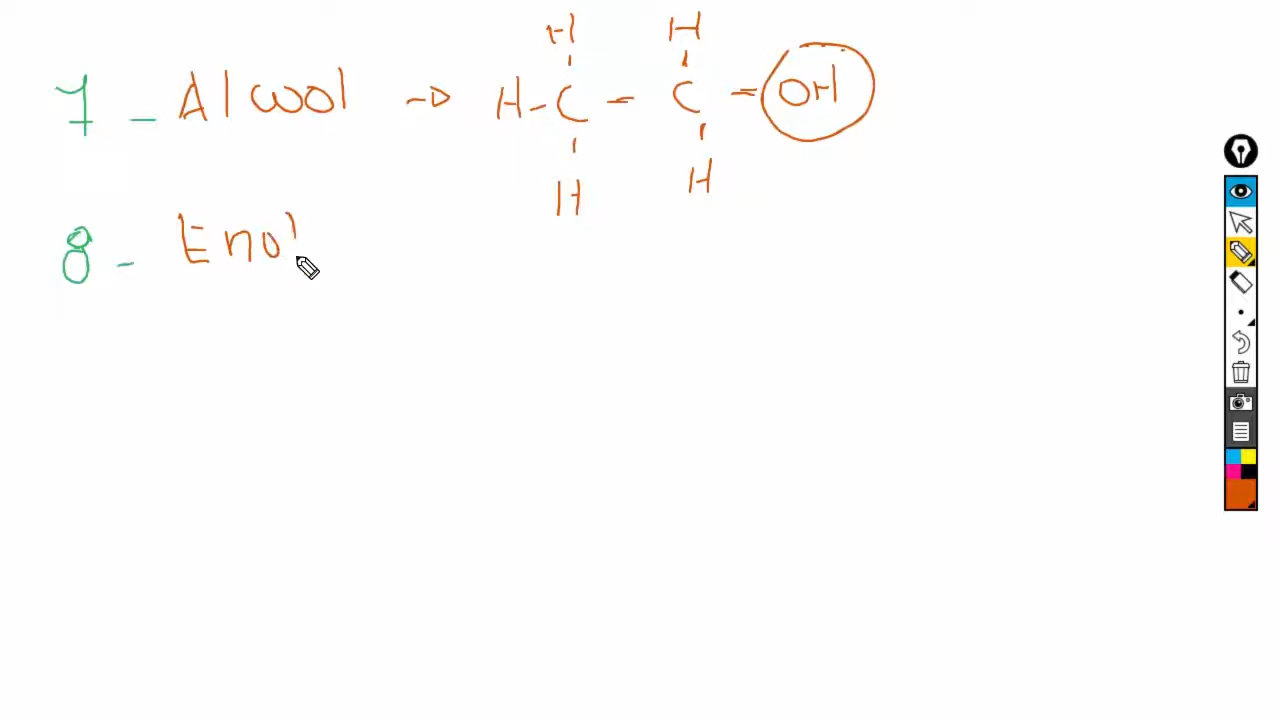 H H
7 - Alcool → H - C - C - OH
H H
8 - Enol